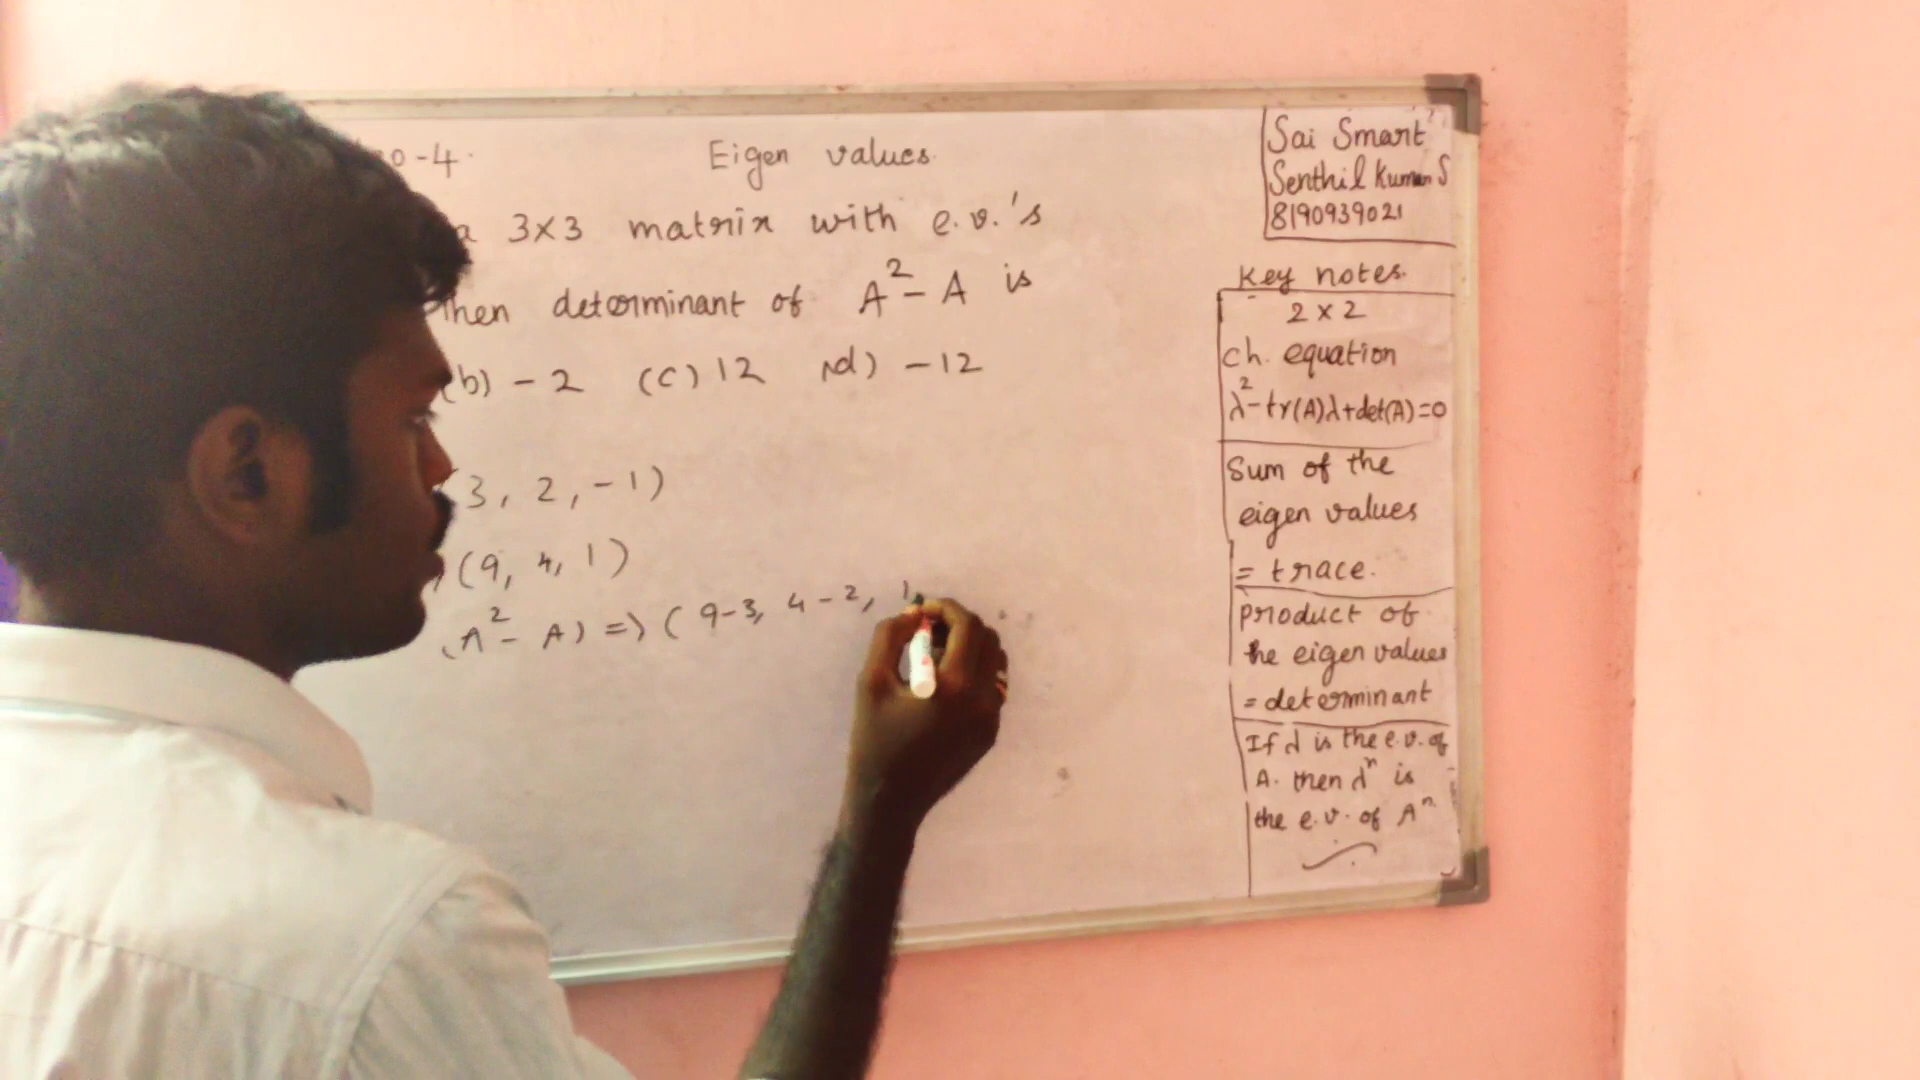 o-4.
Eigen values.
a 3x3 matrix with e.v.'s
then determinant of A² - A is
(b) - 2 (c) 12 (d) - 12
(3, 2, -1)
(9, 4, 1)
(A² - A) => (9-3, 4-2, 1
Sai Smart
Senthil Kumar S
8190939021
Key notes.
2 x 2
Ch. equation
λ² - tr(A)λ + det(A) = 0
Sum of the
eigen values
= trace.
product of
the eigen values
= determinant
If λ is the e.v. of
A. then λⁿ is
the e.v. of Aⁿ